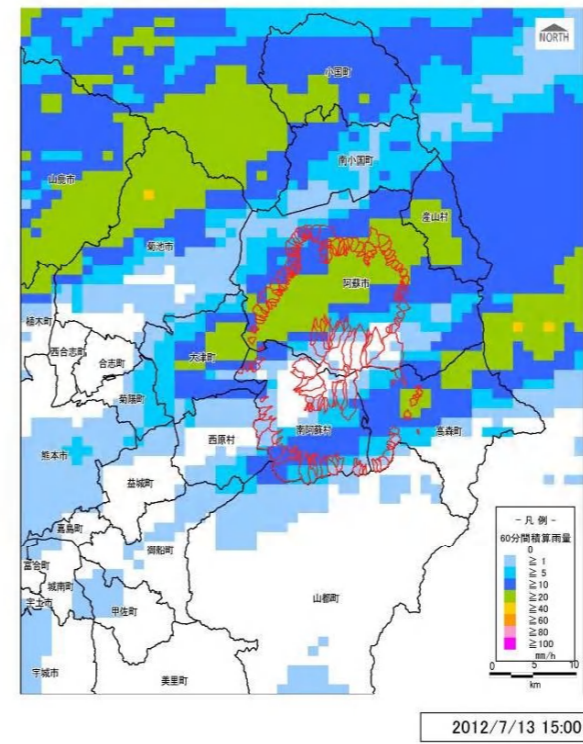 NORTH
小国町
南小国町
山鹿市
産山村
菊池市
阿蘇市
植木町
西合志町
合志町
大津町
菊陽町
西原村
南阿蘇村
高森町
熊本市
益城町
嘉島町
御船町
富合町
城南町
宇土市
甲佐町
山都町
宇城市
美里町
- 凡 例 -
60分間積算雨量
0
≧ 1
≧ 5
≧ 10
≧ 20
≧ 40
≧ 60
≧ 80
≧ 100
mm/h
0 5 10
km
2012/7/13 15:00